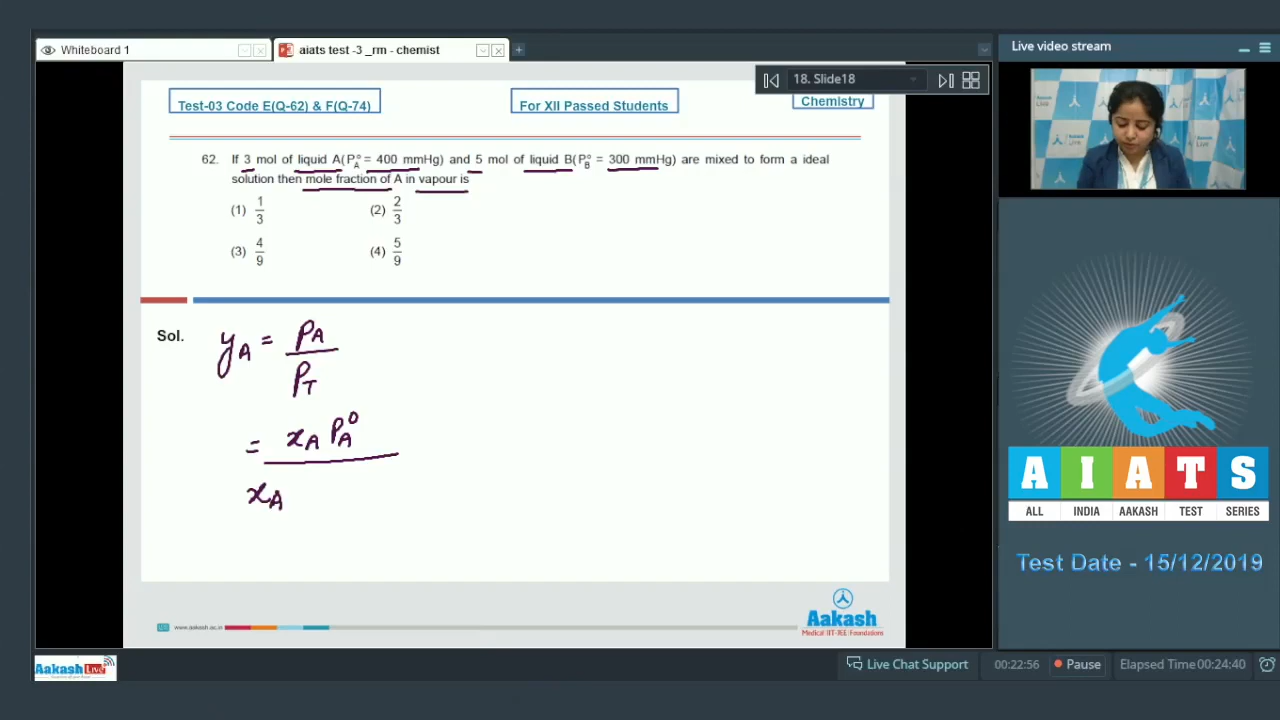 Whiteboard 1
aiats test -3 _rm - chemist
Live video stream
18. Slide18
Test-03 Code E(Q-62) & F(Q-74)
For XII Passed Students
Chemistry
62. If 3 mol of liquid A(P°A = 400 mmHg) and 5 mol of liquid B(P°B = 300 mmHg) are mixed to form a ideal
solution then mole fraction of A in vapour is
(1) 1/3 (2) 2/3
(3) 4/9 (4) 5/9
Sol. yA = PA / PT
= xA P°A
xA
A I A T S
ALL INDIA AAKASH TEST SERIES
Test Date - 15/12/2019
Aakash
Medical | IIT-JEE | Foundations
www.aakash.ac.in
Aakash Live
Live Chat Support
00:22:56
Pause
Elapsed Time 00:24:40